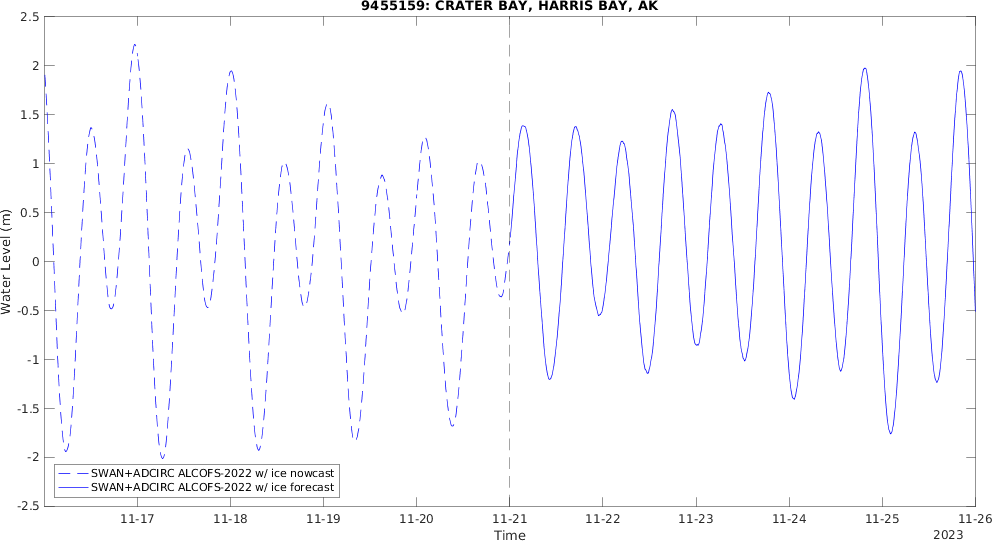 9455159: CRATER BAY, HARRIS BAY, AK
2.5
2
1.5
1
0.5
0
-0.5
-1
-1.5
-2
-2.5
Water Level (m)
SWAN+ADCIRC ALCOFS-2022 w/ ice nowcast
SWAN+ADCIRC ALCOFS-2022 w/ ice forecast
11-17 11-18 11-19 11-20 11-21 11-22 11-23 11-24 11-25 11-26
Time
2023